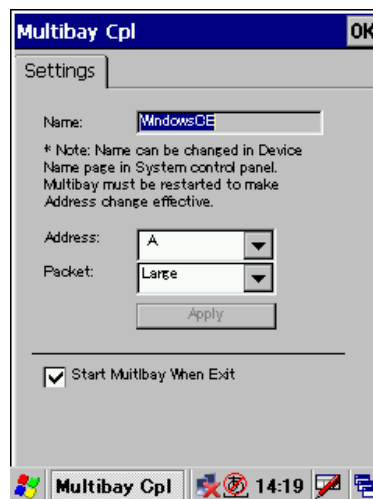 Multibay Cpl OK
Settings
Name: WindowsCE
* Note: Name can be changed in Device
Name page in System control panel.
Multibay must be restarted to make
Address change effective.
Address: A
Packet: Large
Apply
Start Muitlbay When Exit
Multibay Cpl あ 14:19